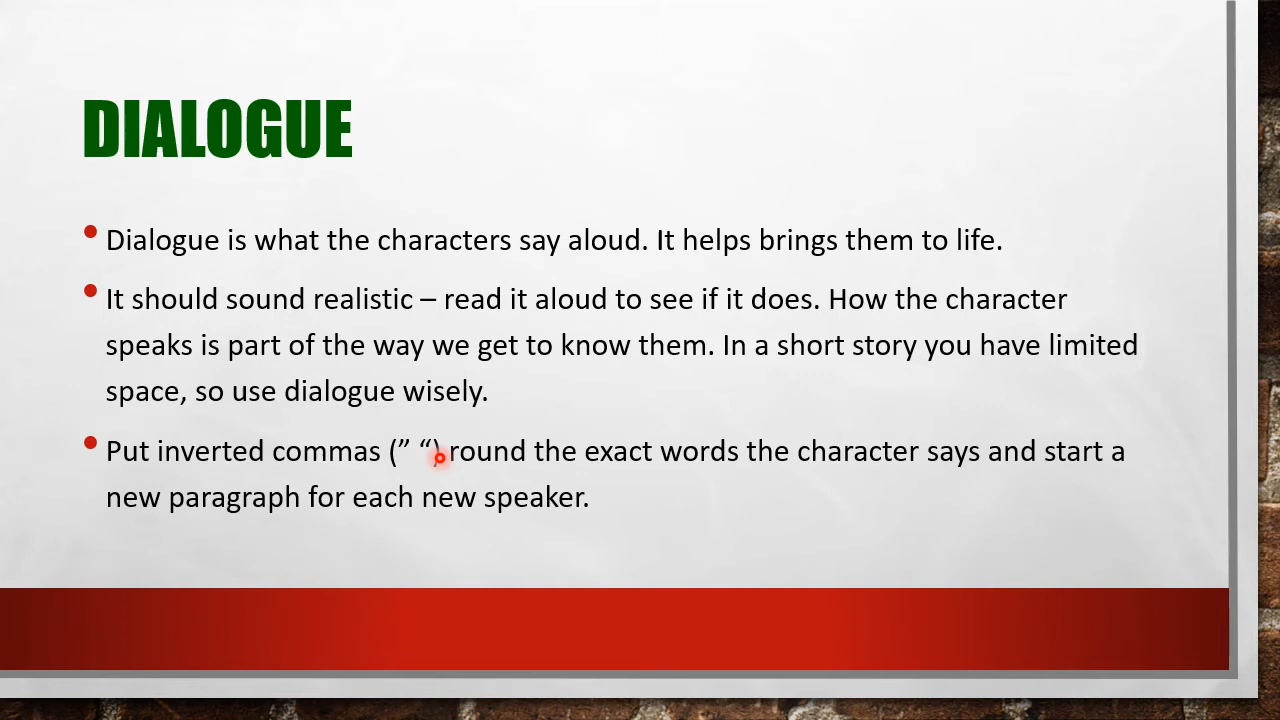 DIALOGUE
• Dialogue is what the characters say aloud. It helps brings them to life.
• It should sound realistic – read it aloud to see if it does. How the character
speaks is part of the way we get to know them. In a short story you have limited
space, so use dialogue wisely.
• Put inverted commas (” “) round the exact words the character says and start a
new paragraph for each new speaker.